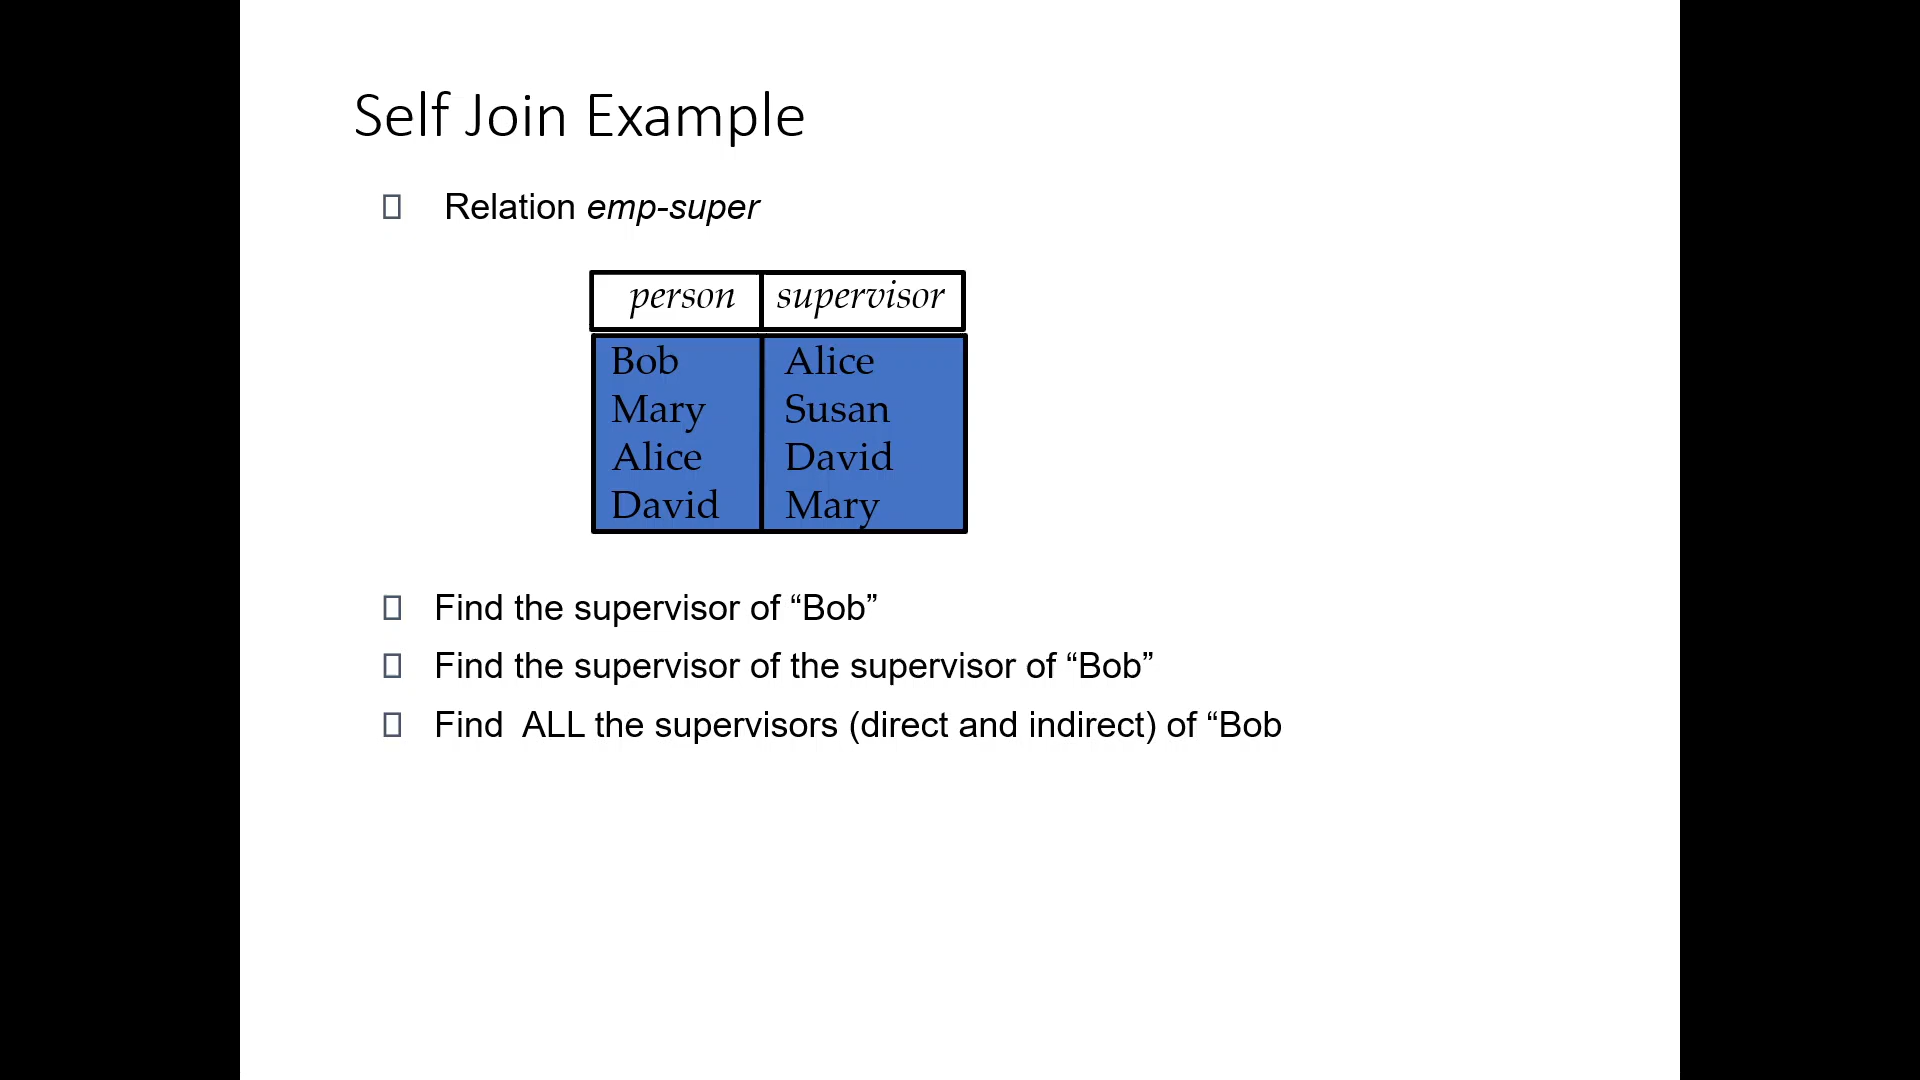 Self Join Example
Relation emp-super
person supervisor
Bob Alice
Mary Susan
Alice David
David Mary
Find the supervisor of “Bob”
Find the supervisor of the supervisor of “Bob”
Find  ALL the supervisors (direct and indirect) of “Bob